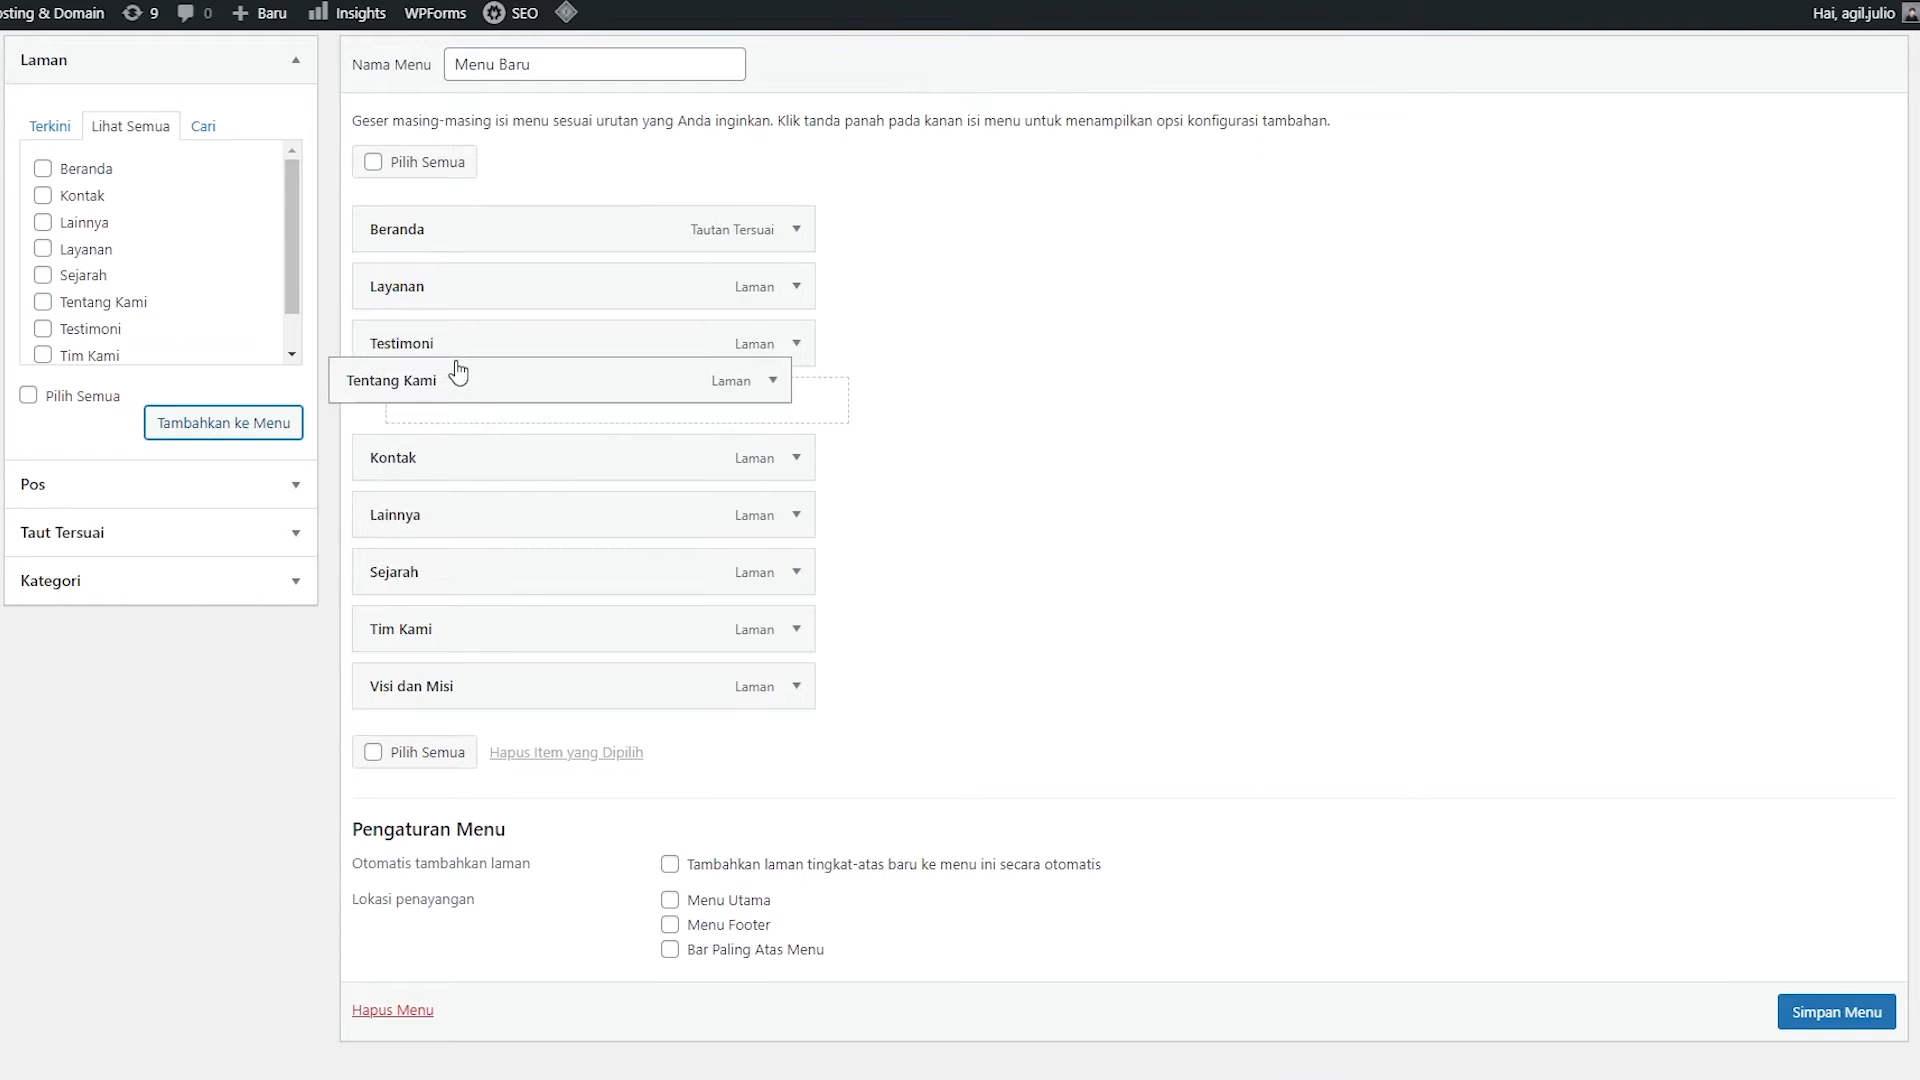 osting & Domain 9 0 Baru Insights WPForms SEO Hai, agil.julio
Laman
Terkini Lihat Semua Cari
Beranda
Kontak
Lainnya
Layanan
Sejarah
Tentang Kami
Testimoni
Tim Kami
Pilih Semua
Tambahkan ke Menu
Pos
Taut Tersuai
Kategori
Nama Menu Menu Baru
Geser masing-masing isi menu sesuai urutan yang Anda inginkan. Klik tanda panah pada kanan isi menu untuk menampilkan opsi konfigurasi tambahan.
Pilih Semua
Beranda Tautan Tersuai
Layanan Laman
Testimoni Laman
Tentang Kami Laman
Kontak Laman
Lainnya Laman
Sejarah Laman
Tim Kami Laman
Visi dan Misi Laman
Pilih Semua Hapus Item yang Dipilih
Pengaturan Menu
Otomatis tambahkan laman Tambahkan laman tingkat-atas baru ke menu ini secara otomatis
Lokasi penayangan Menu Utama
Menu Footer
Bar Paling Atas Menu
Hapus Menu Simpan Menu